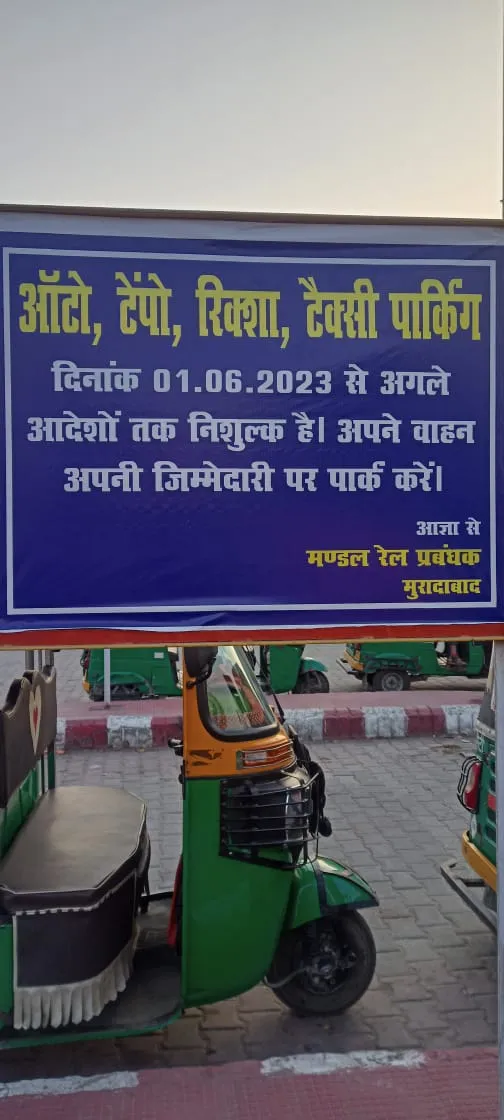 ऑटो, टेंपो, रिक्शा, टैक्सी पार्किग
दिनांक 01.06.2023 से अगले
आदेशों तक निशुल्क है। अपने वाहन
अपनी जिम्मेदारी पर पार्क करें।
आज्ञा से
मण्डल रेल प्रबंधक
मुरादाबाद